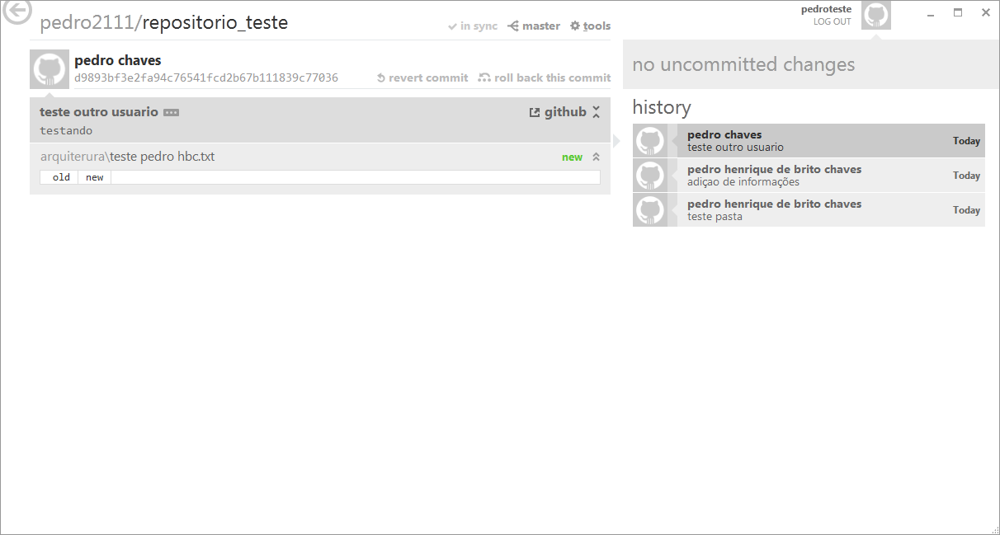 pedro2111/repositorio_teste
in sync master tools
pedroteste
LOG OUT
pedro chaves
d9893bf3e2fa94c76541fcd2b67b111839c77036
revert commit roll back this commit
teste outro usuario
github
testando
arquiterura\teste pedro hbc.txt
new
old new
no uncommitted changes
history
pedro chaves
teste outro usuario
Today
pedro henrique de brito chaves
adiçao de informações
Today
pedro henrique de brito chaves
teste pasta
Today